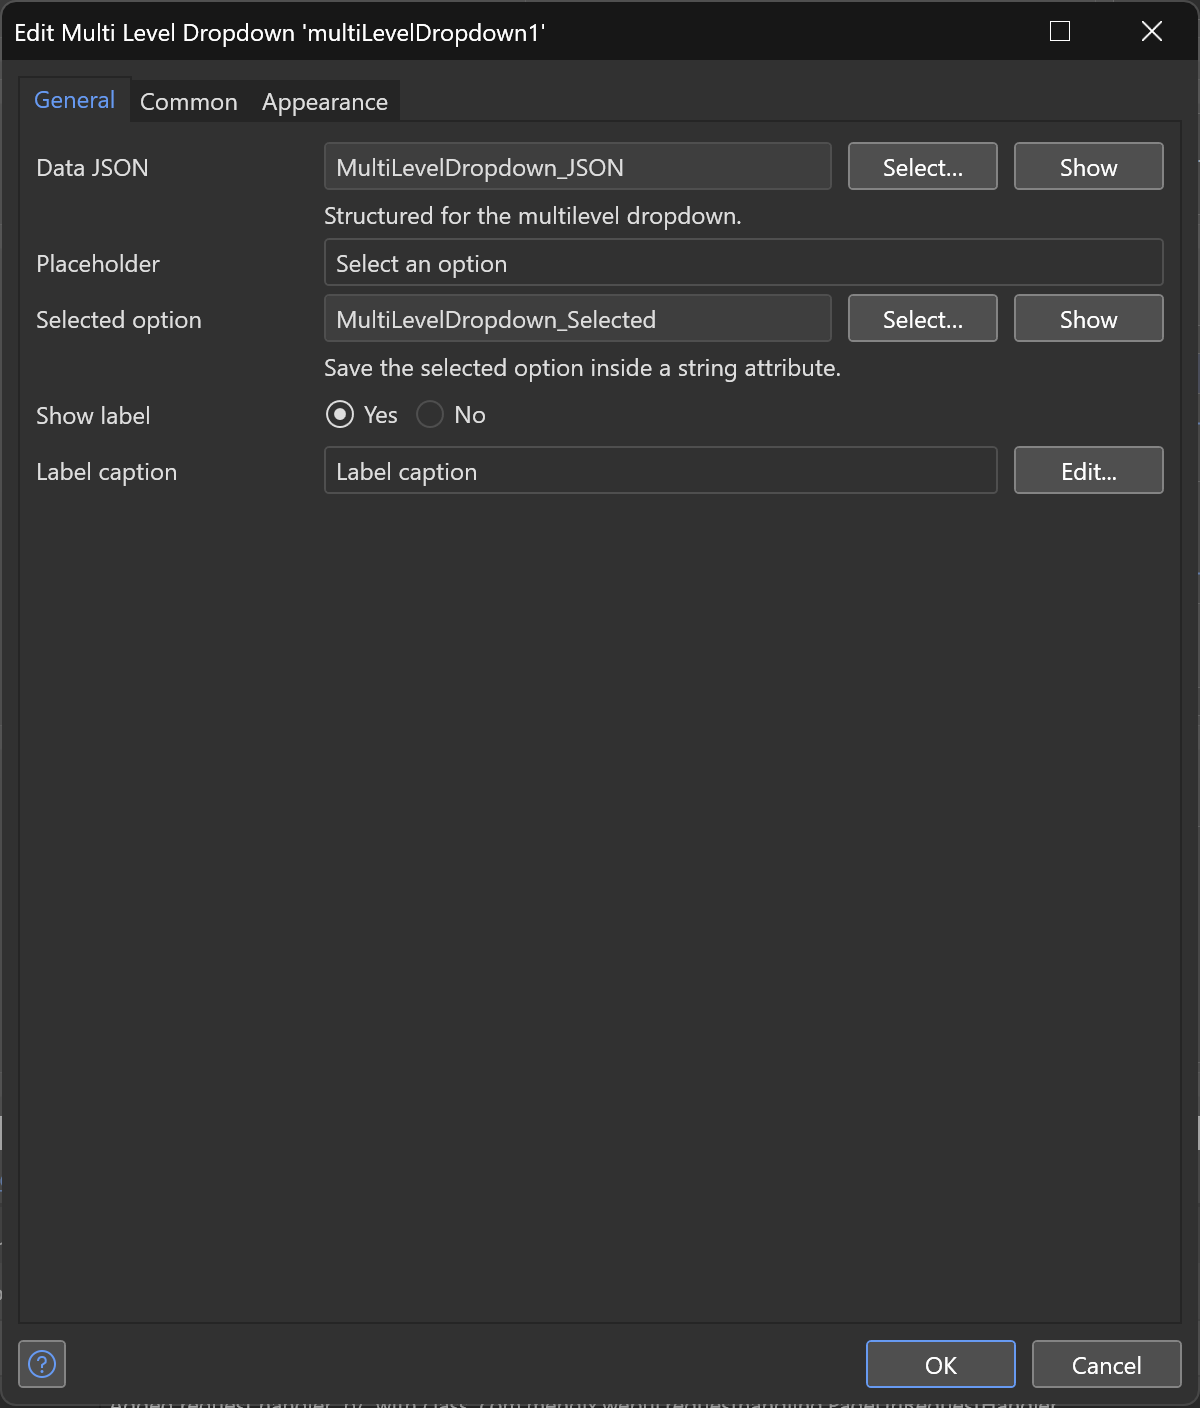 Edit Multi Level Dropdown 'multiLevelDropdown1'
General Common Appearance
Data JSON MultiLevelDropdown_JSON Select... Show
Structured for the multilevel dropdown.
Placeholder Select an option
Selected option MultiLevelDropdown_Selected Select... Show
Save the selected option inside a string attribute.
Show label Yes No
Label caption Label caption Edit...
? OK Cancel